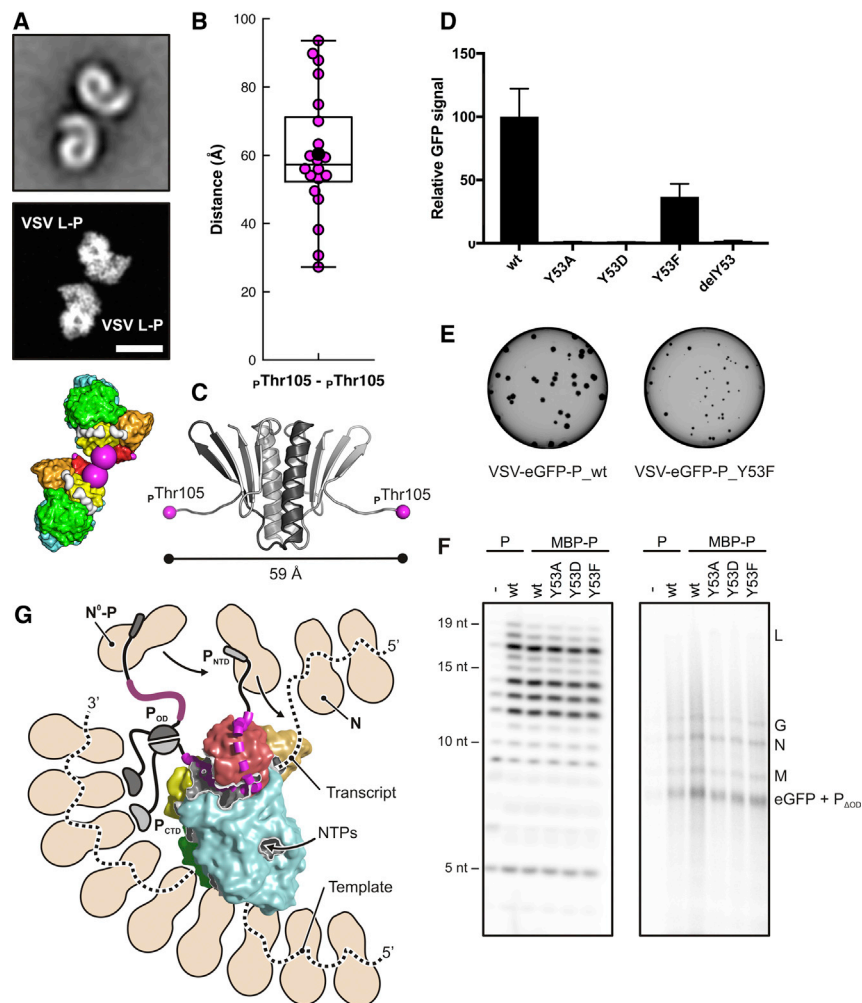 A
VSV L-P
VSV L-P
B
Distance (Å)
100
80
60
40
20
0
PThr105 - PThr105
C
PThr105
PThr105
59 Å
D
Relative GFP signal
150
100
50
0
wt
Y53A
Y53D
Y53F
delY53
E
VSV-eGFP-P_wt
VSV-eGFP-P_Y53F
F
P MBP-P
- wt wt Y53A Y53D Y53F
19 nt
15 nt
10 nt
5 nt
P MBP-P
- wt wt Y53A Y53D Y53F
L
G
N
M
eGFP + PΔOD
G
N⁰-P
PNTD
5’
3’
POD
N
Transcript
PCTD
NTPs
Template
5’